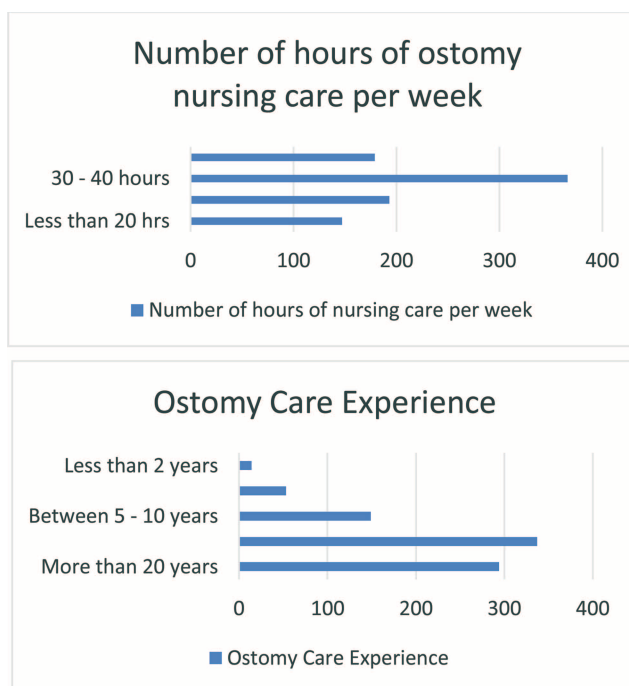 Number of hours of ostomy
nursing care per week
30 - 40 hours
Less than 20 hrs
0 100 200 300 400
Number of hours of nursing care per week
Ostomy Care Experience
Less than 2 years
Between 5 - 10 years
More than 20 years
0 100 200 300 400
Ostomy Care Experience